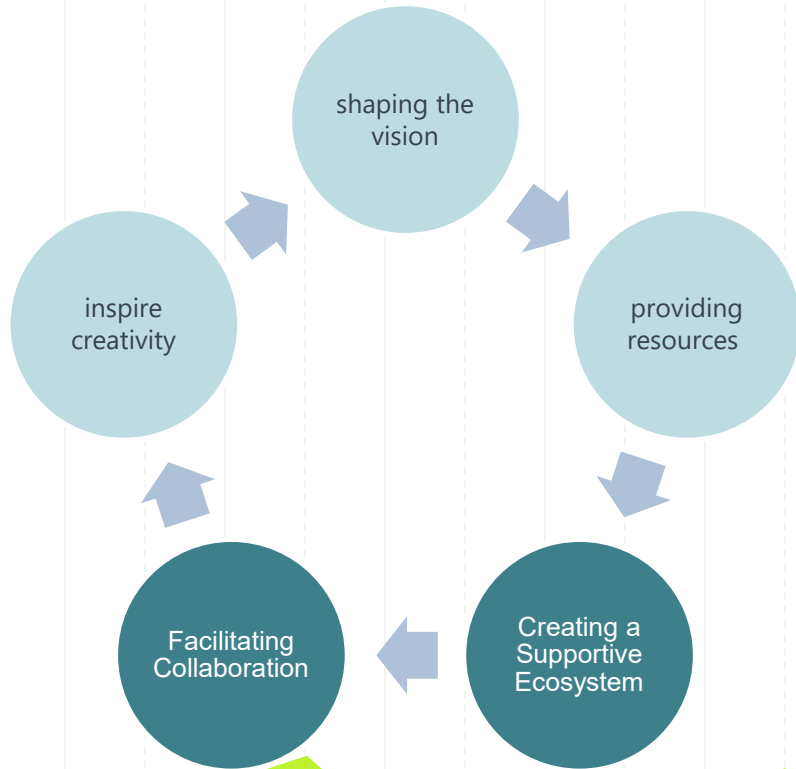 shaping the
vision
providing
resources
Creating a
Supportive
Ecosystem
Facilitating
Collaboration
inspire
creativity